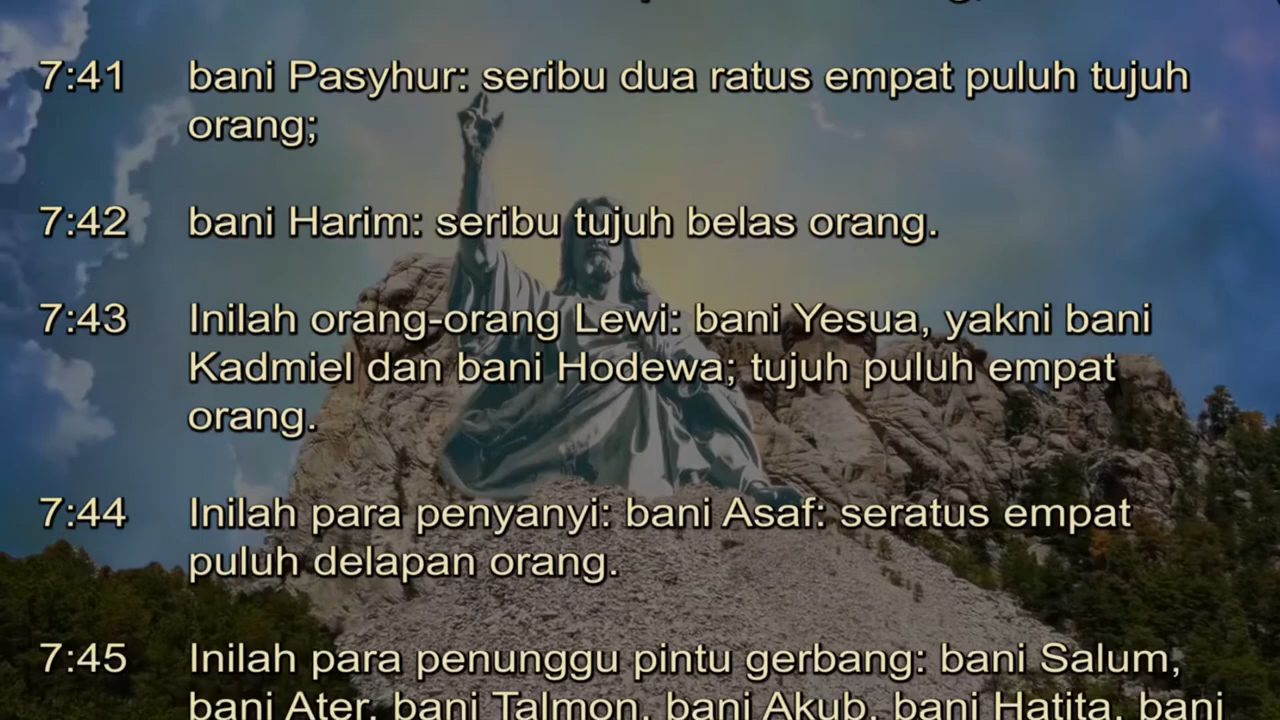 7:41 bani Pasyhur: seribu dua ratus empat puluh tujuh
orang;
7:42 bani Harim: seribu tujuh belas orang.
7:43 Inilah orang-orang Lewi: bani Yesua, yakni bani
Kadmiel dan bani Hodewa; tujuh puluh empat
orang.
7:44 Inilah para penyanyi: bani Asaf: seratus empat
puluh delapan orang.
7:45 Inilah para penunggu pintu gerbang: bani Salum,
bani Ater, bani Talmon, bani Akub, bani Hatita, bani